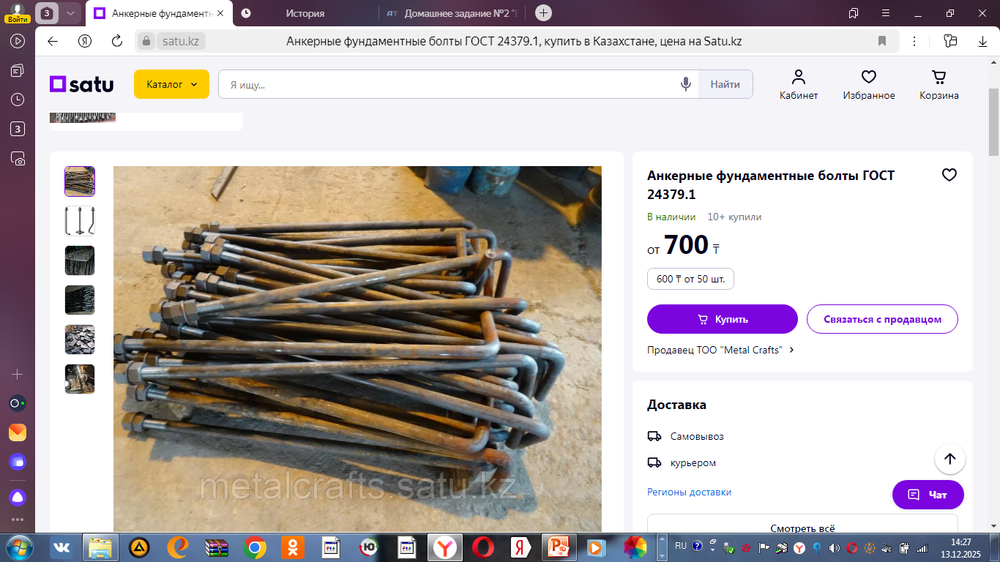 Войти
3
Анкерные фундаментн
История
АТ
Домашнее задание №2 "
Я
satu.kz
Анкерные фундаментные болты ГОСТ 24379.1, купить в Казахстане, цена на Satu.kz
3
satu
Каталог
Я ищу...
Найти
Кабинет
Избранное
Корзина
metalcrafts.satu.kz
Анкерные фундаментные болты ГОСТ
24379.1
В наличии
10+ купили
от 700 ₸
600 ₸ от 50 шт.
Купить
Связаться с продавцом
Продавец ТОО "Metal Crafts"
Доставка
Самовывоз
курьером
Регионы доставки
Чат
Смотреть всё
RU
14:27
13.12.2025